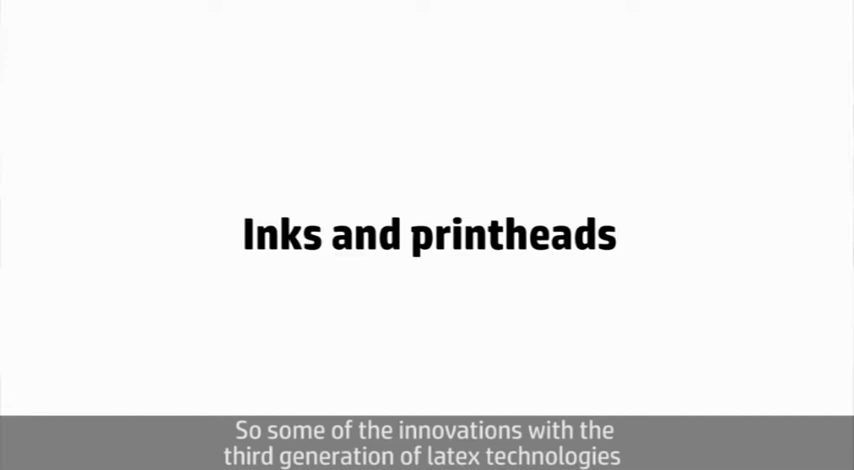 Inks and printheads
So some of the innovations with the
third generation of latex technologies